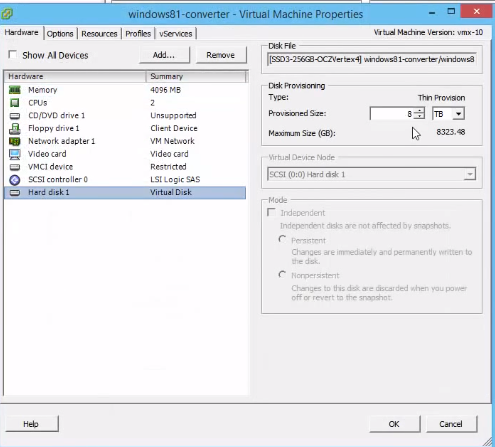 windows81-converter - Virtual Machine Properties
Hardware Options Resources Profiles vServices Virtual Machine Version: vmx-10
Show All Devices Add... Remove
Hardware Summary
Memory 4096 MB
CPUs 2
CD/DVD drive 1 Unsupported
Floppy drive 1 Client Device
Network adapter 1 VM Network
Video card Video card
VMCI device Restricted
SCSI controller 0 LSI Logic SAS
Hard disk 1 Virtual Disk
Disk File
[SSD3-256GB-OCZVertex4] windows81-converter/windows8
Disk Provisioning
Type: Thin Provision
Provisioned Size: 8 TB
Maximum Size (GB): 8323.48
Virtual Device Node
SCSI (0:0) Hard disk 1
Mode
Independent
Independent disks are not affected by snapshots.
Persistent
Changes are immediately and permanently written to
the disk.
Nonpersistent
Changes to this disk are discarded when you power
off or revert to the snapshot.
Help OK Cancel